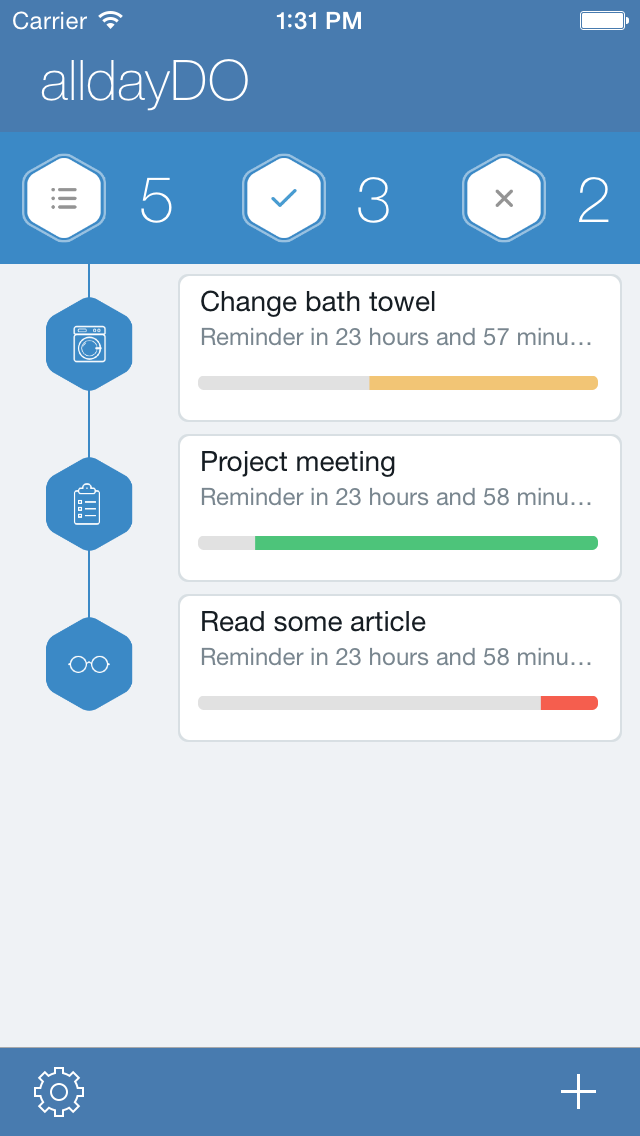 Carrier 1:31 PM
alldayDO
5 3 2
Change bath towel
Reminder in 23 hours and 57 minu…
Project meeting
Reminder in 23 hours and 58 minu…
Read some article
Reminder in 23 hours and 58 minu…